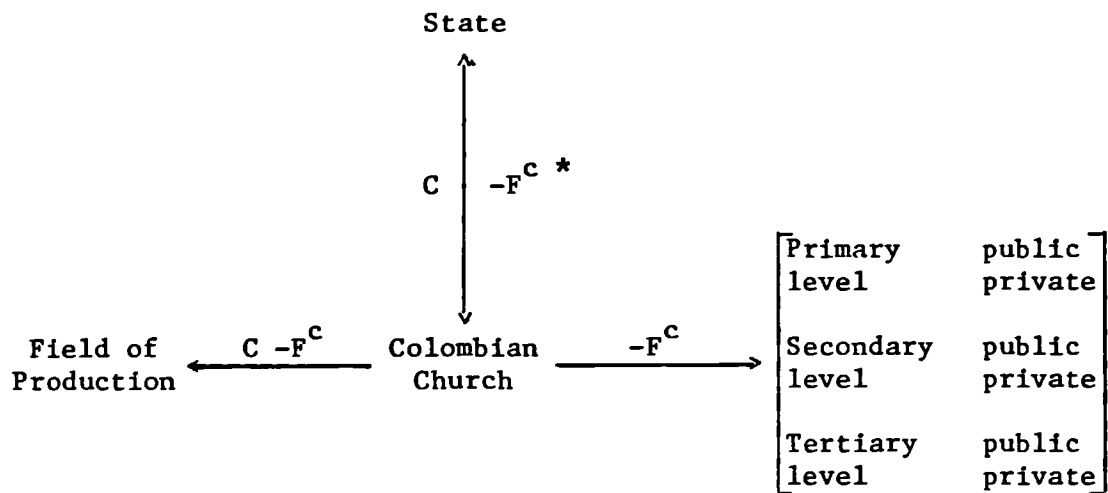 State
C -F^c *
Primary public
level private
Field of Production
C -F^c
Colombian Church
-F^c
Secondary public
level private
Tertiary public
level private